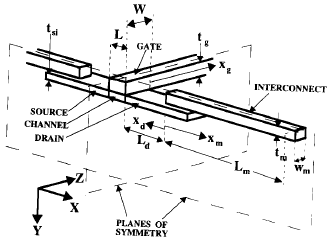 W
t_si
L
GATE
t_g
x_g
INTERCONNECT
SOURCE
CHANNEL
DRAIN
x_d
L_d
x_m
L_m
t_m
w_m
Z
X
Y
PLANES OF
SYMMETRY